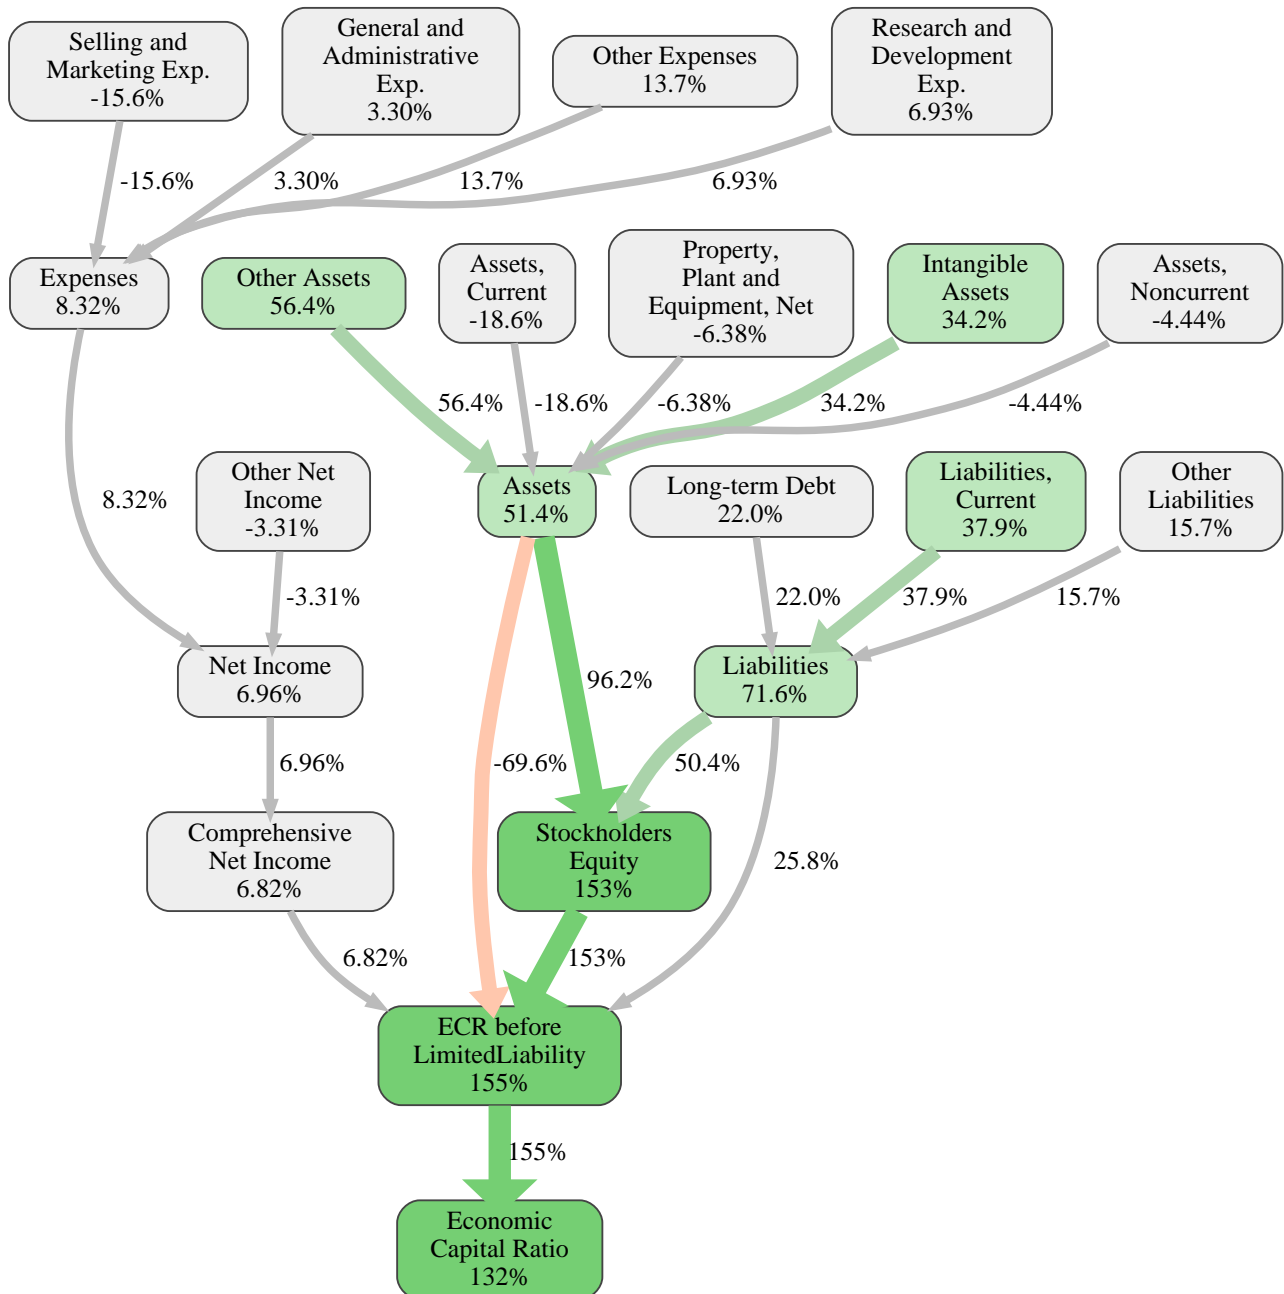 Selling and
Marketing Exp.
-15.6%
General and
Administrative
Exp.
3.30%
Other Expenses
13.7%
Research and
Development
Exp.
6.93%
-15.6%
3.30%
13.7%
6.93%
Expenses
8.32%
Other Assets
56.4%
Assets,
Current
-18.6%
Property,
Plant and
Equipment, Net
-6.38%
Intangible
Assets
34.2%
Assets,
Noncurrent
-4.44%
56.4%
-18.6%
-6.38%
34.2%
-4.44%
8.32%
Other Net
Income
-3.31%
Assets
51.4%
Long-term Debt
22.0%
Liabilities,
Current
37.9%
Other
Liabilities
15.7%
-3.31%
22.0%
37.9%
15.7%
Net Income
6.96%
96.2%
Liabilities
71.6%
6.96%
-69.6%
50.4%
Comprehensive
Net Income
6.82%
Stockholders
Equity
153%
25.8%
6.82%
153%
ECR before
LimitedLiability
155%
155%
Economic
Capital Ratio
132%